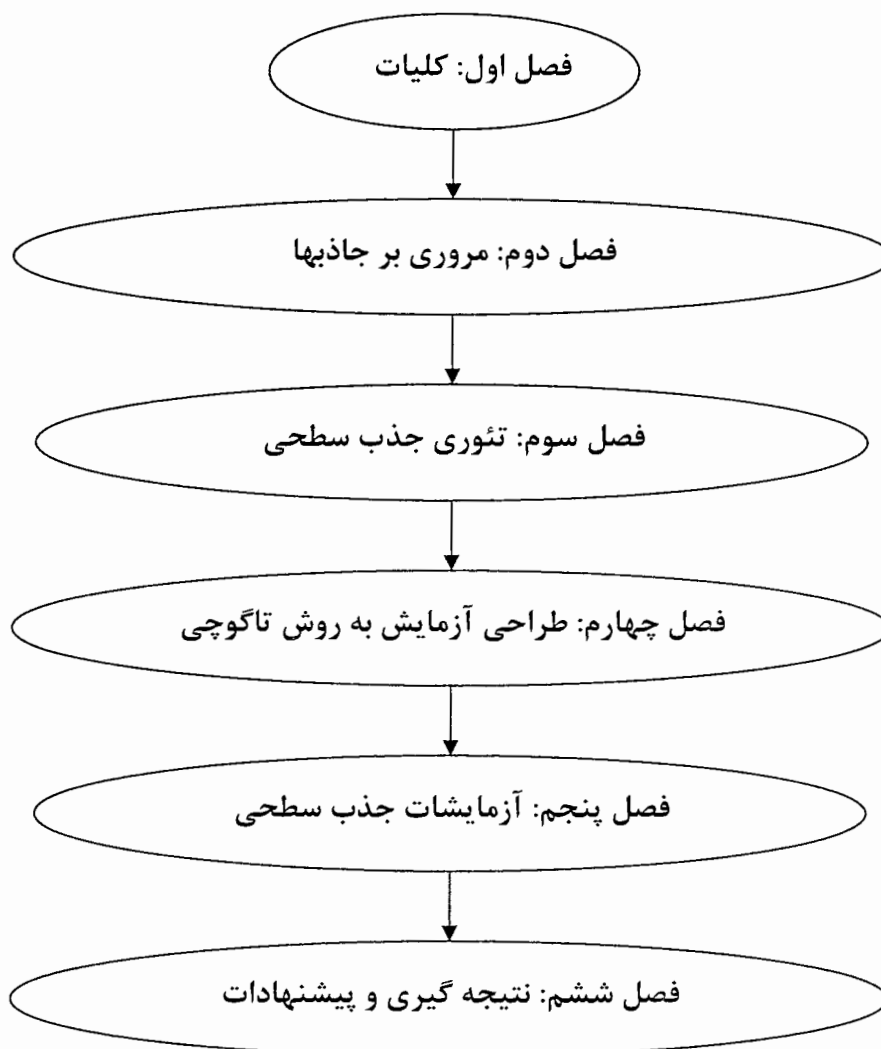 فصل اول: کلیات
فصل دوم: مروری بر جاذبها
فصل سوم: تئوری جذب سطحی
فصل چهارم: طراحی آزمایش به روش تاگوچی
فصل پنجم: آزمایشات جذب سطحی
فصل ششم: نتیجه گیری و پیشنهادات